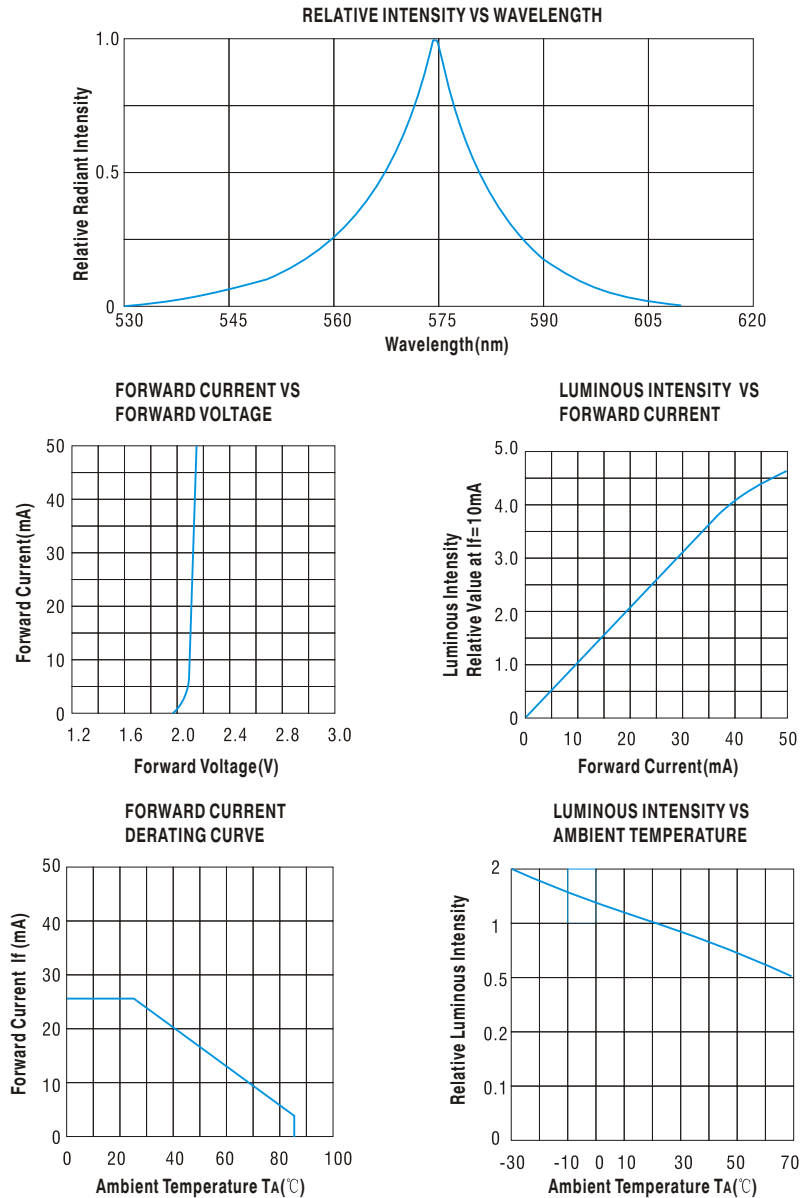 RELATIVE INTENSITY VS WAVELENGTH
1.0
0.5
0
Relative Radiant Intensity
530 545 560 575 590 605 620
Wavelength(nm)
FORWARD CURRENT VS
FORWARD VOLTAGE
50
40
30
20
10
0
Forward Current(mA)
1.2 1.6 2.0 2.4 2.8 3.0
Forward Voltage(V)
LUMINOUS INTENSITY VS
FORWARD CURRENT
5.0
4.0
3.0
2.0
1.0
0
Luminous Intensity
Relative Value at If=10mA
0 10 20 30 40 50
Forward Current(mA)
FORWARD CURRENT
DERATING CURVE
50
40
30
20
10
0
Forward Current If (mA)
0 20 40 60 80 100
Ambient Temperature TA(℃)
LUMINOUS INTENSITY VS
AMBIENT TEMPERATURE
2
1
0.5
0.2
0.1
0
Relative Luminous Intensity
-30 -10 0 10 30 50 70
Ambient Temperature TA(℃)